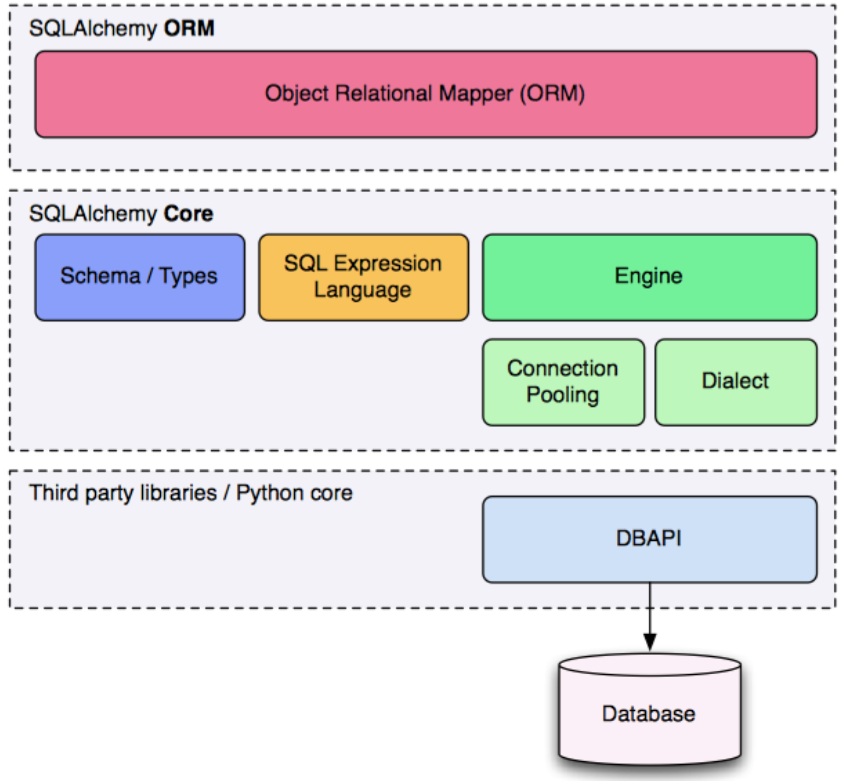 SQLAlchemy ORM
Object Relational Mapper (ORM)
SQLAlchemy Core
Schema / Types
SQL Expression
Language
Engine
Connection
Pooling
Dialect
Third party libraries / Python core
DBAPI
Database